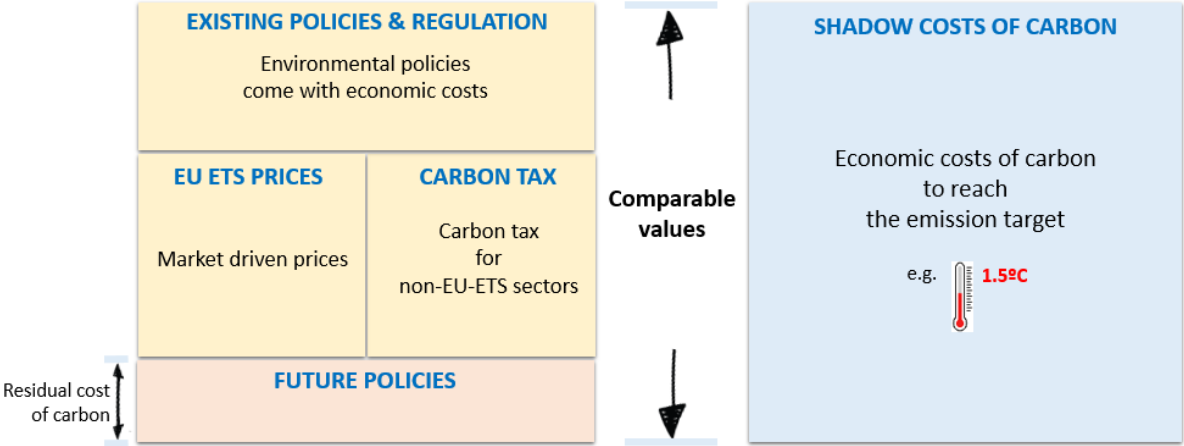 EXISTING POLICIES & REGULATION
Environmental policies
come with economic costs
EU ETS PRICES
Market driven prices
CARBON TAX
Carbon tax
for
non-EU-ETS sectors
Residual cost
of carbon
FUTURE POLICIES
Comparable
values
SHADOW COSTS OF CARBON
Economic costs of carbon
to reach
the emission target
e.g.
1.5ºC